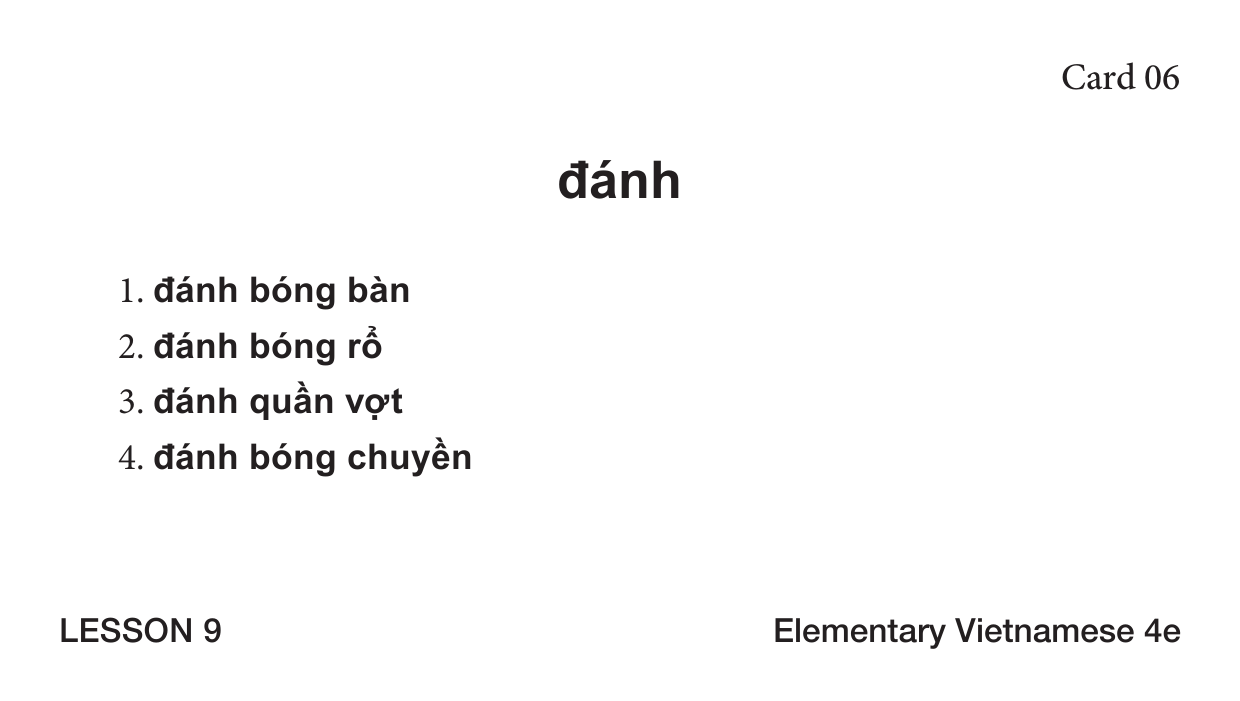 Card 06
đánh
1. đánh bóng bàn
2. đánh bóng rổ
3. đánh quần vợt
4. đánh bóng chuyền
LESSON 9
Elementary Vietnamese 4e